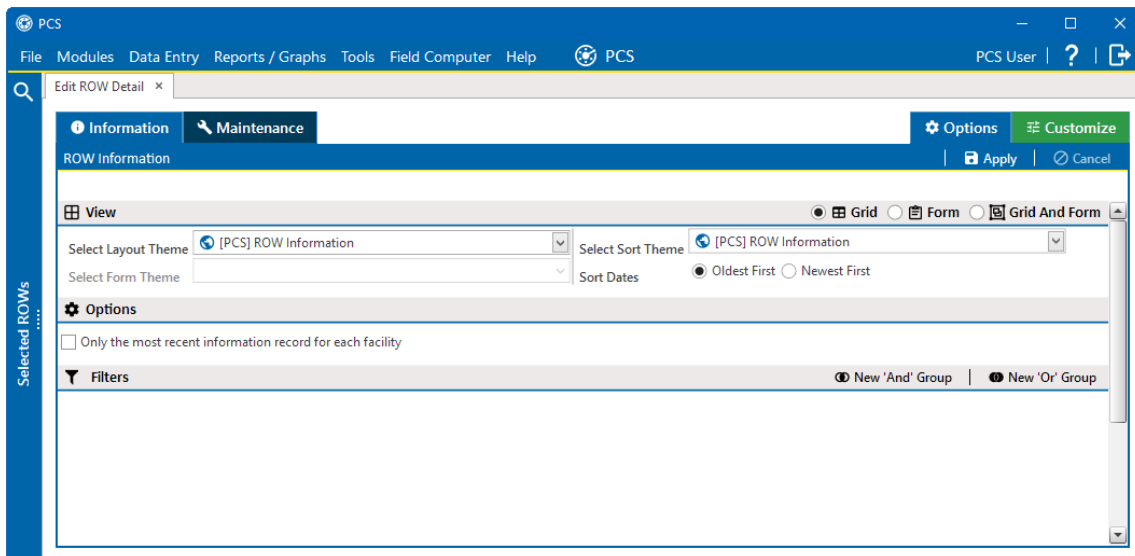 PCS
File Modules Data Entry Reports / Graphs Tools Field Computer Help PCS PCS User | ? |
Edit ROW Detail ×
Information Maintenance Options Customize
ROW Information | Apply | Cancel
View Grid Form Grid And Form
Select Layout Theme [PCS] ROW Information Select Sort Theme [PCS] ROW Information
Select Form Theme Sort Dates Oldest First Newest First
Options
Only the most recent information record for each facility
Filters New 'And' Group | New 'Or' Group
Selected ROWs